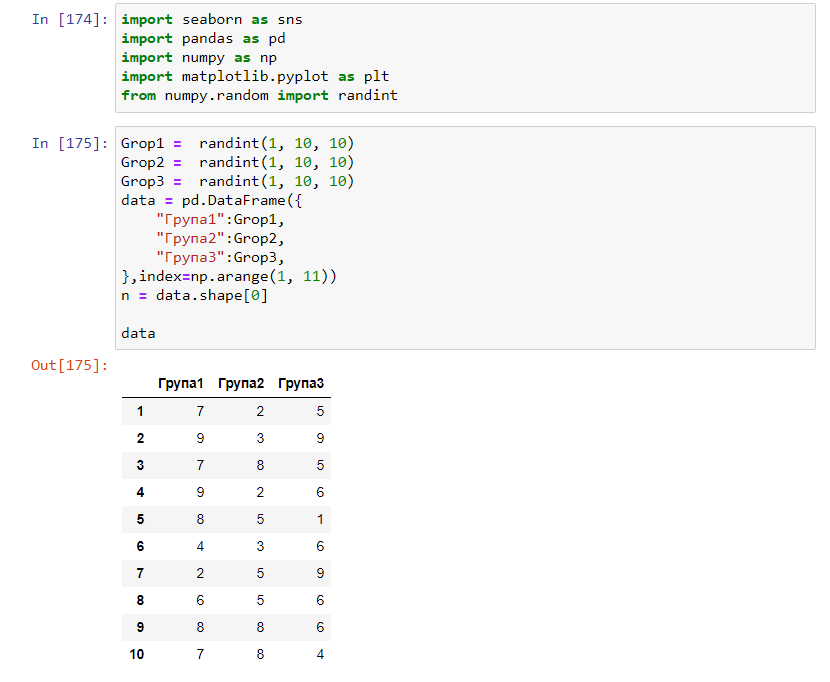 In [174]: import seaborn as sns
import pandas as pd
import numpy as np
import matplotlib.pyplot as plt
from numpy.random import randint
In [175]: Grop1 =  randint(1, 10, 10)
Grop2 =  randint(1, 10, 10)
Grop3 =  randint(1, 10, 10)
data = pd.DataFrame({
    "Група1":Grop1,
    "Група2":Grop2,
    "Група3":Grop3,
},index=np.arange(1, 11))
n = data.shape[0]
data
Out[175]:
Група1 Група2 Група3
1 7 2 5
2 9 3 9
3 7 8 5
4 9 2 6
5 8 5 1
6 4 3 6
7 2 5 9
8 6 5 6
9 8 8 6
10 7 8 4